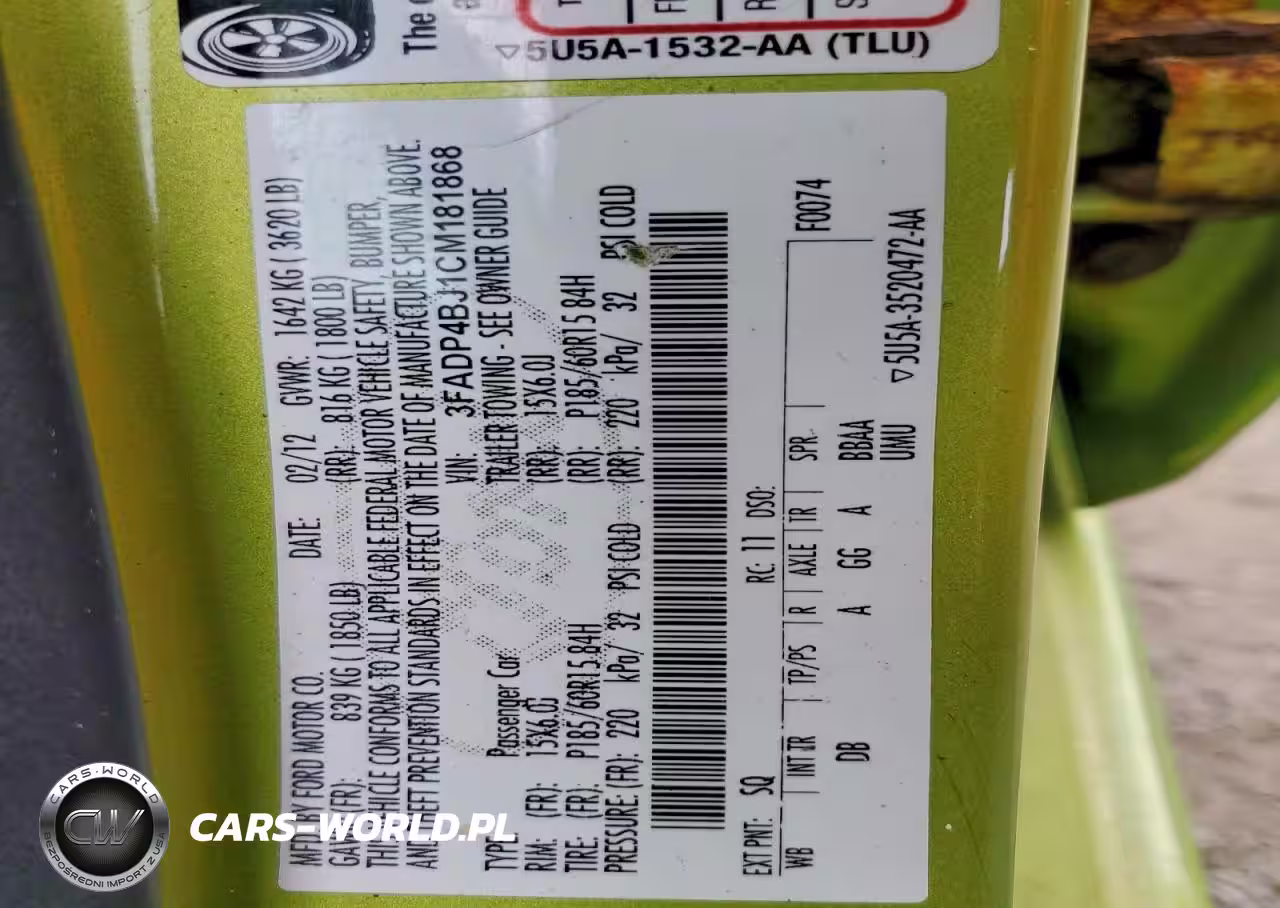 The
5U5A-1532-AA (TLU)
MFD BY FORD MOTOR CO. DATE: 02/12 GVWR: 1642 KG ( 3620 LB)
GAWR(FR): 839 KG ( 1850 LB) (RR): 816 KG ( 1800 LB)
THIS VEHICLE CONFORMS TO ALL APPLICABLE FEDERAL MOTOR VEHICLE SAFETY, BUMPER,
AND THEFT PREVENTION STANDARDS IN EFFECT ON THE DATE OF MANUFACTURE SHOWN ABOVE.
VIN: 3FADP4BJ1CM181868
TYPE: Passenger Car TRAILER TOWING - SEE OWNER GUIDE
RIM: (FR): 15X6.0J (RR): 15X6.0J
TIRE: (FR): P185/60R15 84H (RR): P185/60R15 84H
PRESSURE: (FR): 220 kPa/ 32 PSI COLD (RR): 220 kPa/ 32 PSI COLD
EXT PNT: SQ RC: 11 DSO:
WB INT TR TP/PS R AXLE TR SPR F0074
DB A GG A BBAA
UMU 5U5A-3520472-AA
CARS-WORLD
CW
BEZPOŚREDNI IMPORT Z USA
CARS-WORLD.PL